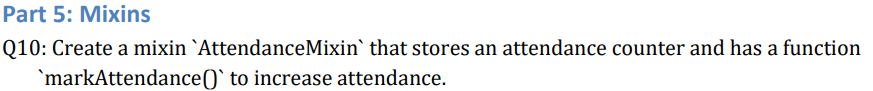 Part 5: Mixins
Q10: Create a mixin `AttendanceMixin` that stores an attendance counter and has a function
`markAttendance()` to increase attendance.